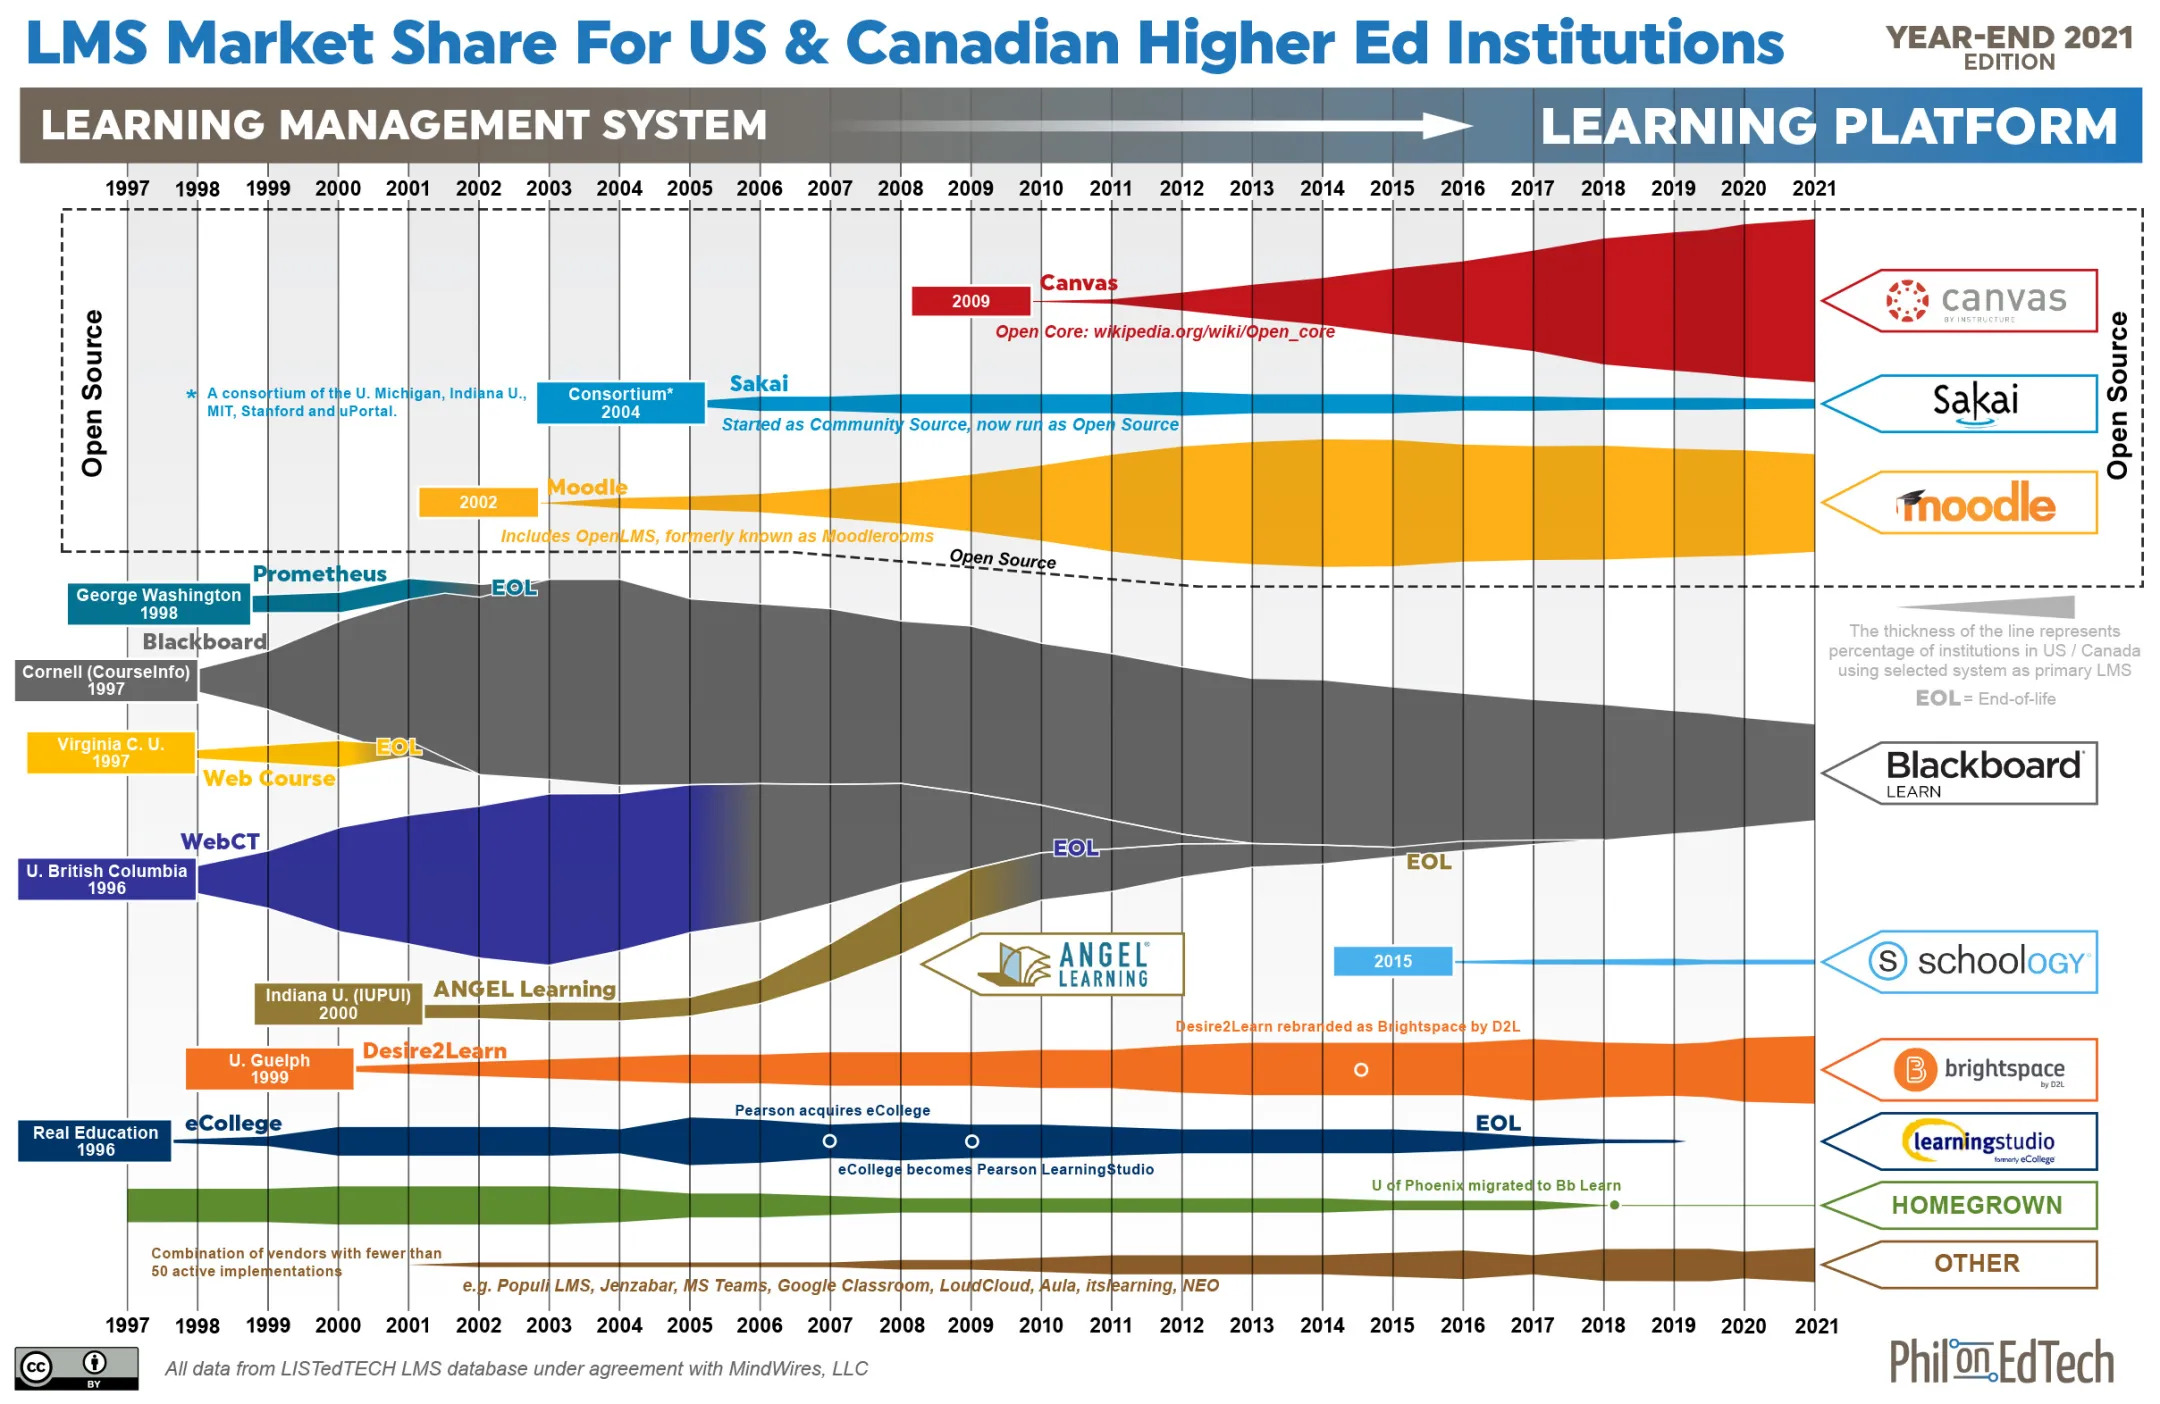 LMS Market Share For US & Canadian Higher Ed Institutions
YEAR-END 2021
EDITION
LEARNING MANAGEMENT SYSTEM
LEARNING PLATFORM
1997 1998 1999 2000 2001 2002 2003 2004 2005 2006 2007 2008 2009 2010 2011 2012 2013 2014 2015 2016 2017 2018 2019 2020 2021
Open Source
Open Source
2009
Canvas
Open Core: wikipedia.org/wiki/Open_core
canvas
BY INSTRUCTURE
* A consortium of the U. Michigan, Indiana U.,
MIT, Stanford and uPortal.
Consortium*
2004
Sakai
Started as Community Source, now run as Open Source
Sakai
2002
Moodle
Includes OpenLMS, formerly known as Moodlerooms
moodle
Open Source
George Washington
1998
Prometheus
EOL
The thickness of the line represents
percentage of institutions in US / Canada
using selected system as primary LMS
EOL = End-of-life
Blackboard
Cornell (CourseInfo)
1997
Virginia C. U.
1997
EOL
Web Course
Blackboard
LEARN
WebCT
U. British Columbia
1996
EOL
EOL
ANGEL®
LEARNING
2015
S schoology®
Indiana U. (IUPUI)
2000
ANGEL Learning
Desire2Learn rebranded as Brightspace by D2L
U. Guelph
1999
Desire2Learn
B brightspace
by D2L
Real Education
1996
eCollege
Pearson acquires eCollege
eCollege becomes Pearson LearningStudio
EOL
learningstudio
formerly eCollege
U of Phoenix migrated to Bb Learn
HOMEGROWN
Combination of vendors with fewer than
50 active implementations
e.g. Populi LMS, Jenzabar, MS Teams, Google Classroom, LoudCloud, Aula, itslearning, NEO
OTHER
1997 1998 1999 2000 2001 2002 2003 2004 2005 2006 2007 2008 2009 2010 2011 2012 2013 2014 2015 2016 2017 2018 2019 2020 2021
cc
BY
All data from LISTedTECH LMS database under agreement with MindWires, LLC
Phil on EdTech